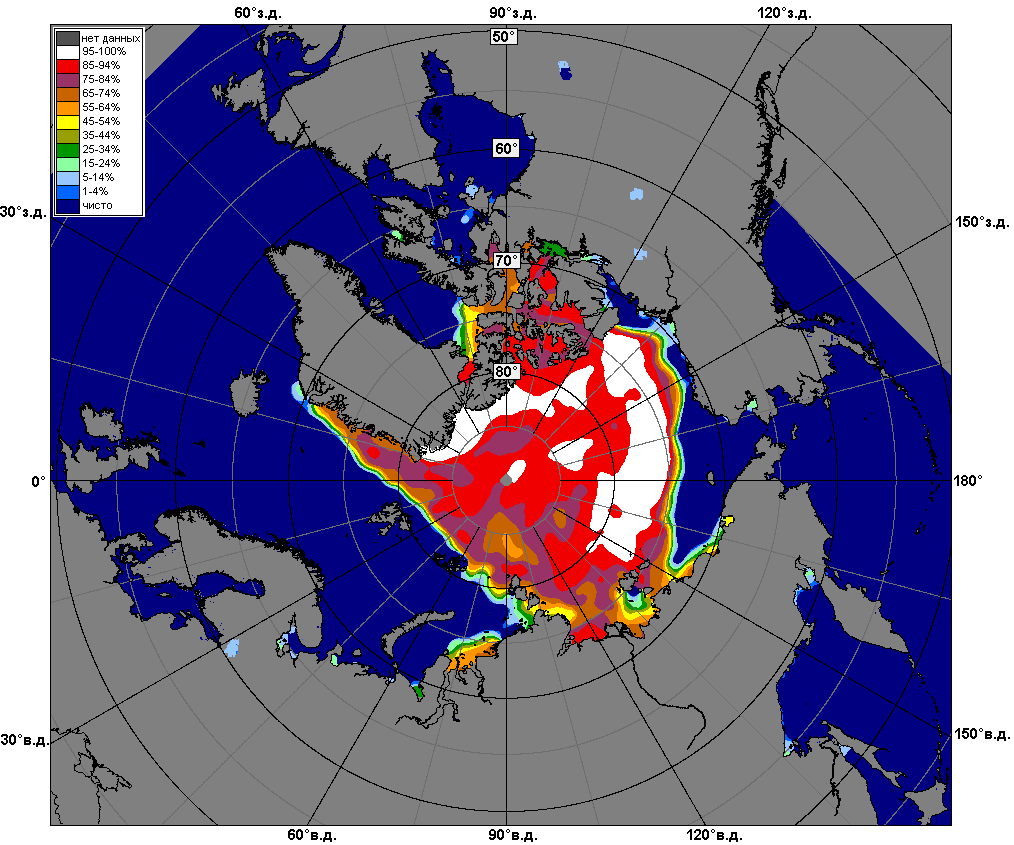 60°з.д.
90°з.д.
120°з.д.
нет данных
95-100%
85-94%
75-84%
65-74%
55-64%
45-54%
35-44%
25-34%
15-24%
5-14%
1-4%
чисто
50°
60°
70°
80°
30°з.д.
150°з.д.
0°
180°
30°в.д.
150°в.д.
60°в.д.
90°в.д.
120°в.д.